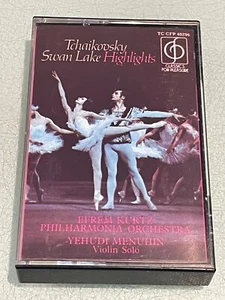 TC CFP 40296
Tchaikovsky
Swan Lake Highlights
CLASSICS
FOR PLEASURE
EFREM KURTZ
PHILHARMONIA ORCHESTRA
YEHUDI MENUHIN
Violin Solo